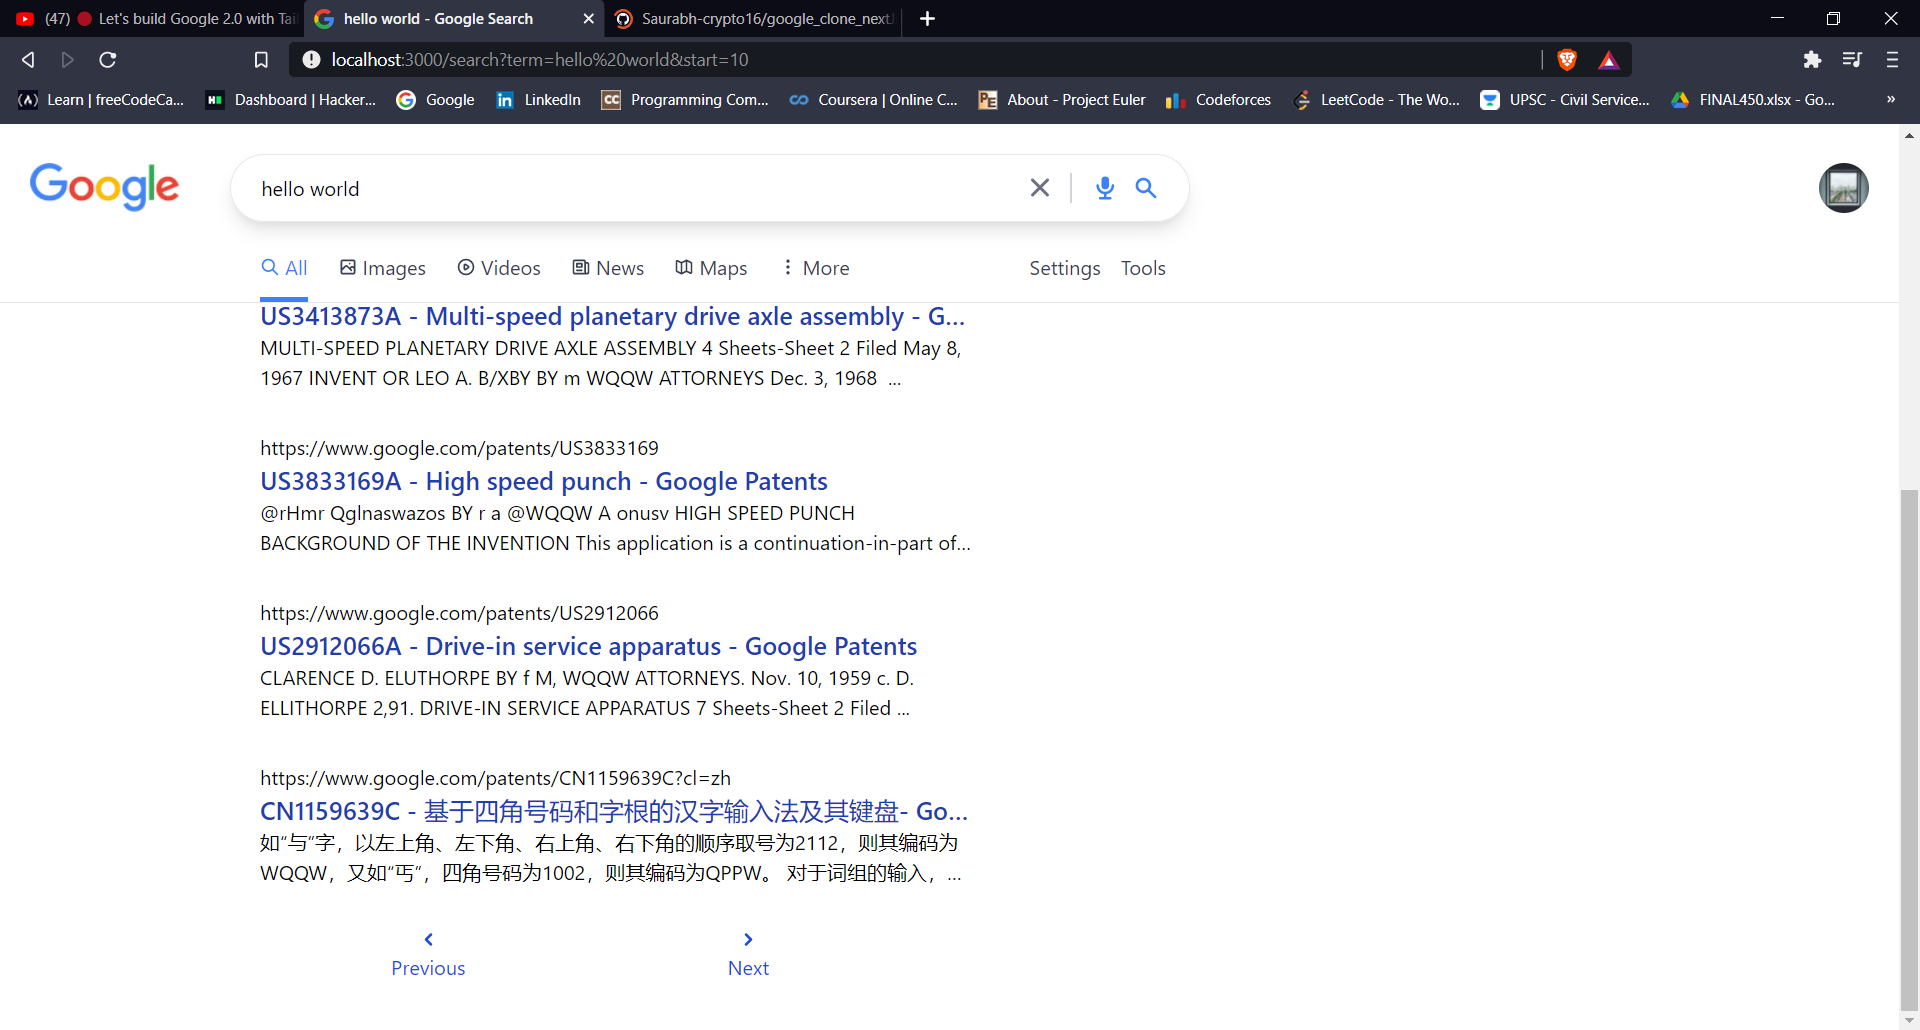 (47) Let's build Google 2.0 with Tail
hello world - Google Search
Saurabh-crypto16/google_clone_nextJ
localhost:3000/search?term=hello%20world&start=10
Learn | freeCodeCa...
Dashboard | Hacker...
Google
LinkedIn
Programming Com...
Coursera | Online C...
About - Project Euler
Codeforces
LeetCode - The Wo...
UPSC - Civil Service...
FINAL450.xlsx - Go...
»
Google
hello world
All
Images
Videos
News
Maps
More
Settings
Tools
US3413873A - Multi-speed planetary drive axle assembly - G...
MULTI-SPEED PLANETARY DRIVE AXLE ASSEMBLY 4 Sheets-Sheet 2 Filed May 8,
1967 INVENT OR LEO A. B/XBY BY m WQQW ATTORNEYS Dec. 3, 1968 ...
https://www.google.com/patents/US3833169
US3833169A - High speed punch - Google Patents
@rHmr Qglnaswazos BY r a @WQQW A onusv HIGH SPEED PUNCH
BACKGROUND OF THE INVENTION This application is a continuation-in-part of...
https://www.google.com/patents/US2912066
US2912066A - Drive-in service apparatus - Google Patents
CLARENCE D. ELUTHORPE BY f M, WQQW ATTORNEYS. Nov. 10, 1959 c. D.
ELLITHORPE 2,91. DRIVE-IN SERVICE APPARATUS 7 Sheets-Sheet 2 Filed ...
https://www.google.com/patents/CN1159639C?cl=zh
CN1159639C - 基于四角号码和字根的汉字输入法及其键盘- Go...
如“与”字，以左上角、左下角、右上角、右下角的顺序取号为2112，则其编码为
WQQW，又如“丐”，四角号码为1002，则其编码为QPPW。 对于词组的输入，...
Previous
Next